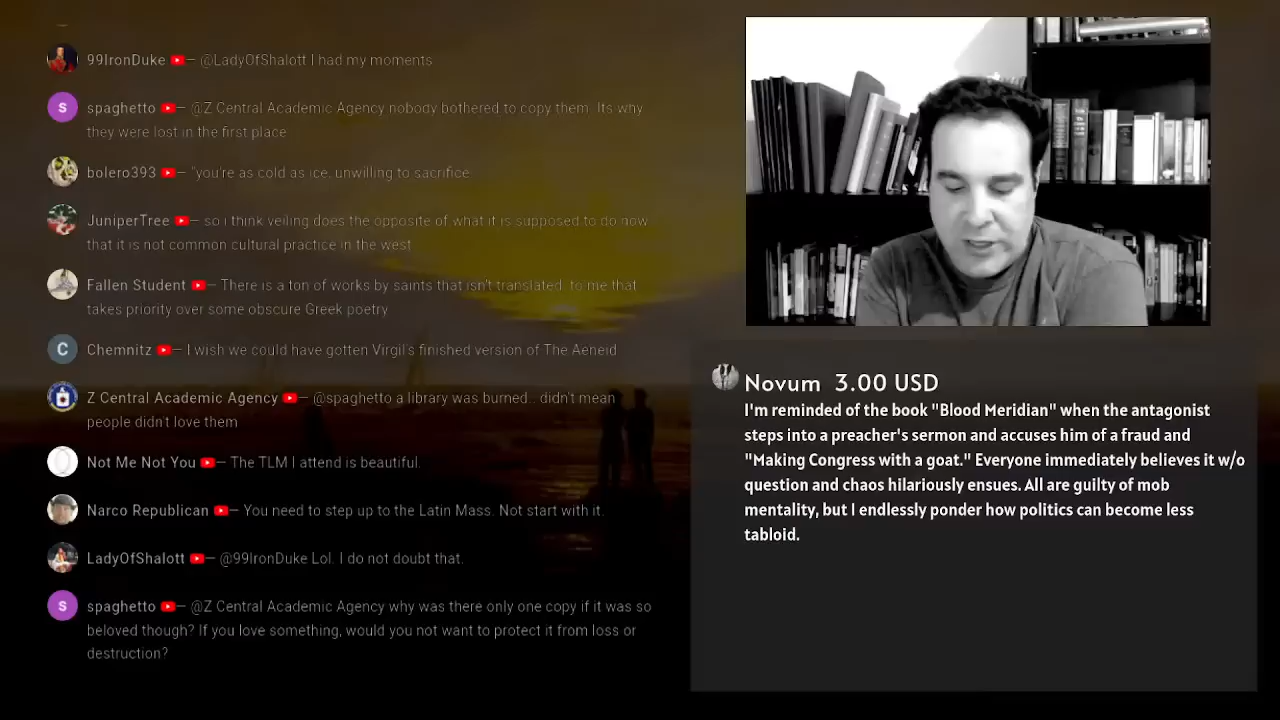 99IronDuke — @LadyOfShalott I had my moments
S spaghetto — @Z Central Academic Agency nobody bothered to copy them. Its why
they were lost in the first place
bolero393 — "you're as cold as ice, unwilling to sacrifice
JuniperTree — so i think veiling does the opposite of what it is supposed to do now
that it is not common cultural practice in the west
Fallen Student — There is a ton of works by saints that isn't translated, to me that
takes priority over some obscure Greek poetry
C Chemnitz — I wish we could have gotten Virgil's finished version of The Aeneid
Z Central Academic Agency — @spaghetto a library was burned.. didn't mean
people didn't love them
Not Me Not You — The TLM I attend is beautiful.
Narco Republican — You need to step up to the Latin Mass. Not start with it.
LadyOfShalott — @99IronDuke Lol. I do not doubt that.
S spaghetto — @Z Central Academic Agency why was there only one copy if it was so
beloved though? If you love something, would you not want to protect it from loss or
destruction?
Novum 3.00 USD
I'm reminded of the book "Blood Meridian" when the antagonist
steps into a preacher's sermon and accuses him of a fraud and
"Making Congress with a goat." Everyone immediately believes it w/o
question and chaos hilariously ensues. All are guilty of mob
mentality, but I endlessly ponder how politics can become less
tabloid.